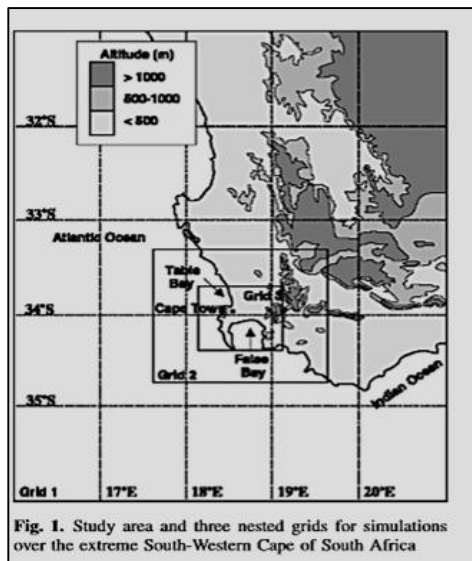 Altitude (m)
> 1000
500-1000
< 500
32°S
33°S
Atlantic Ocean
Table
Bay
Grid 3
Cape Town
34°S
False
Bay
Grid 2
Indian Ocean
35°S
Grid 1
17°E
18°E
19°E
20°E
Fig. 1. Study area and three nested grids for simulations
over the extreme South-Western Cape of South Africa